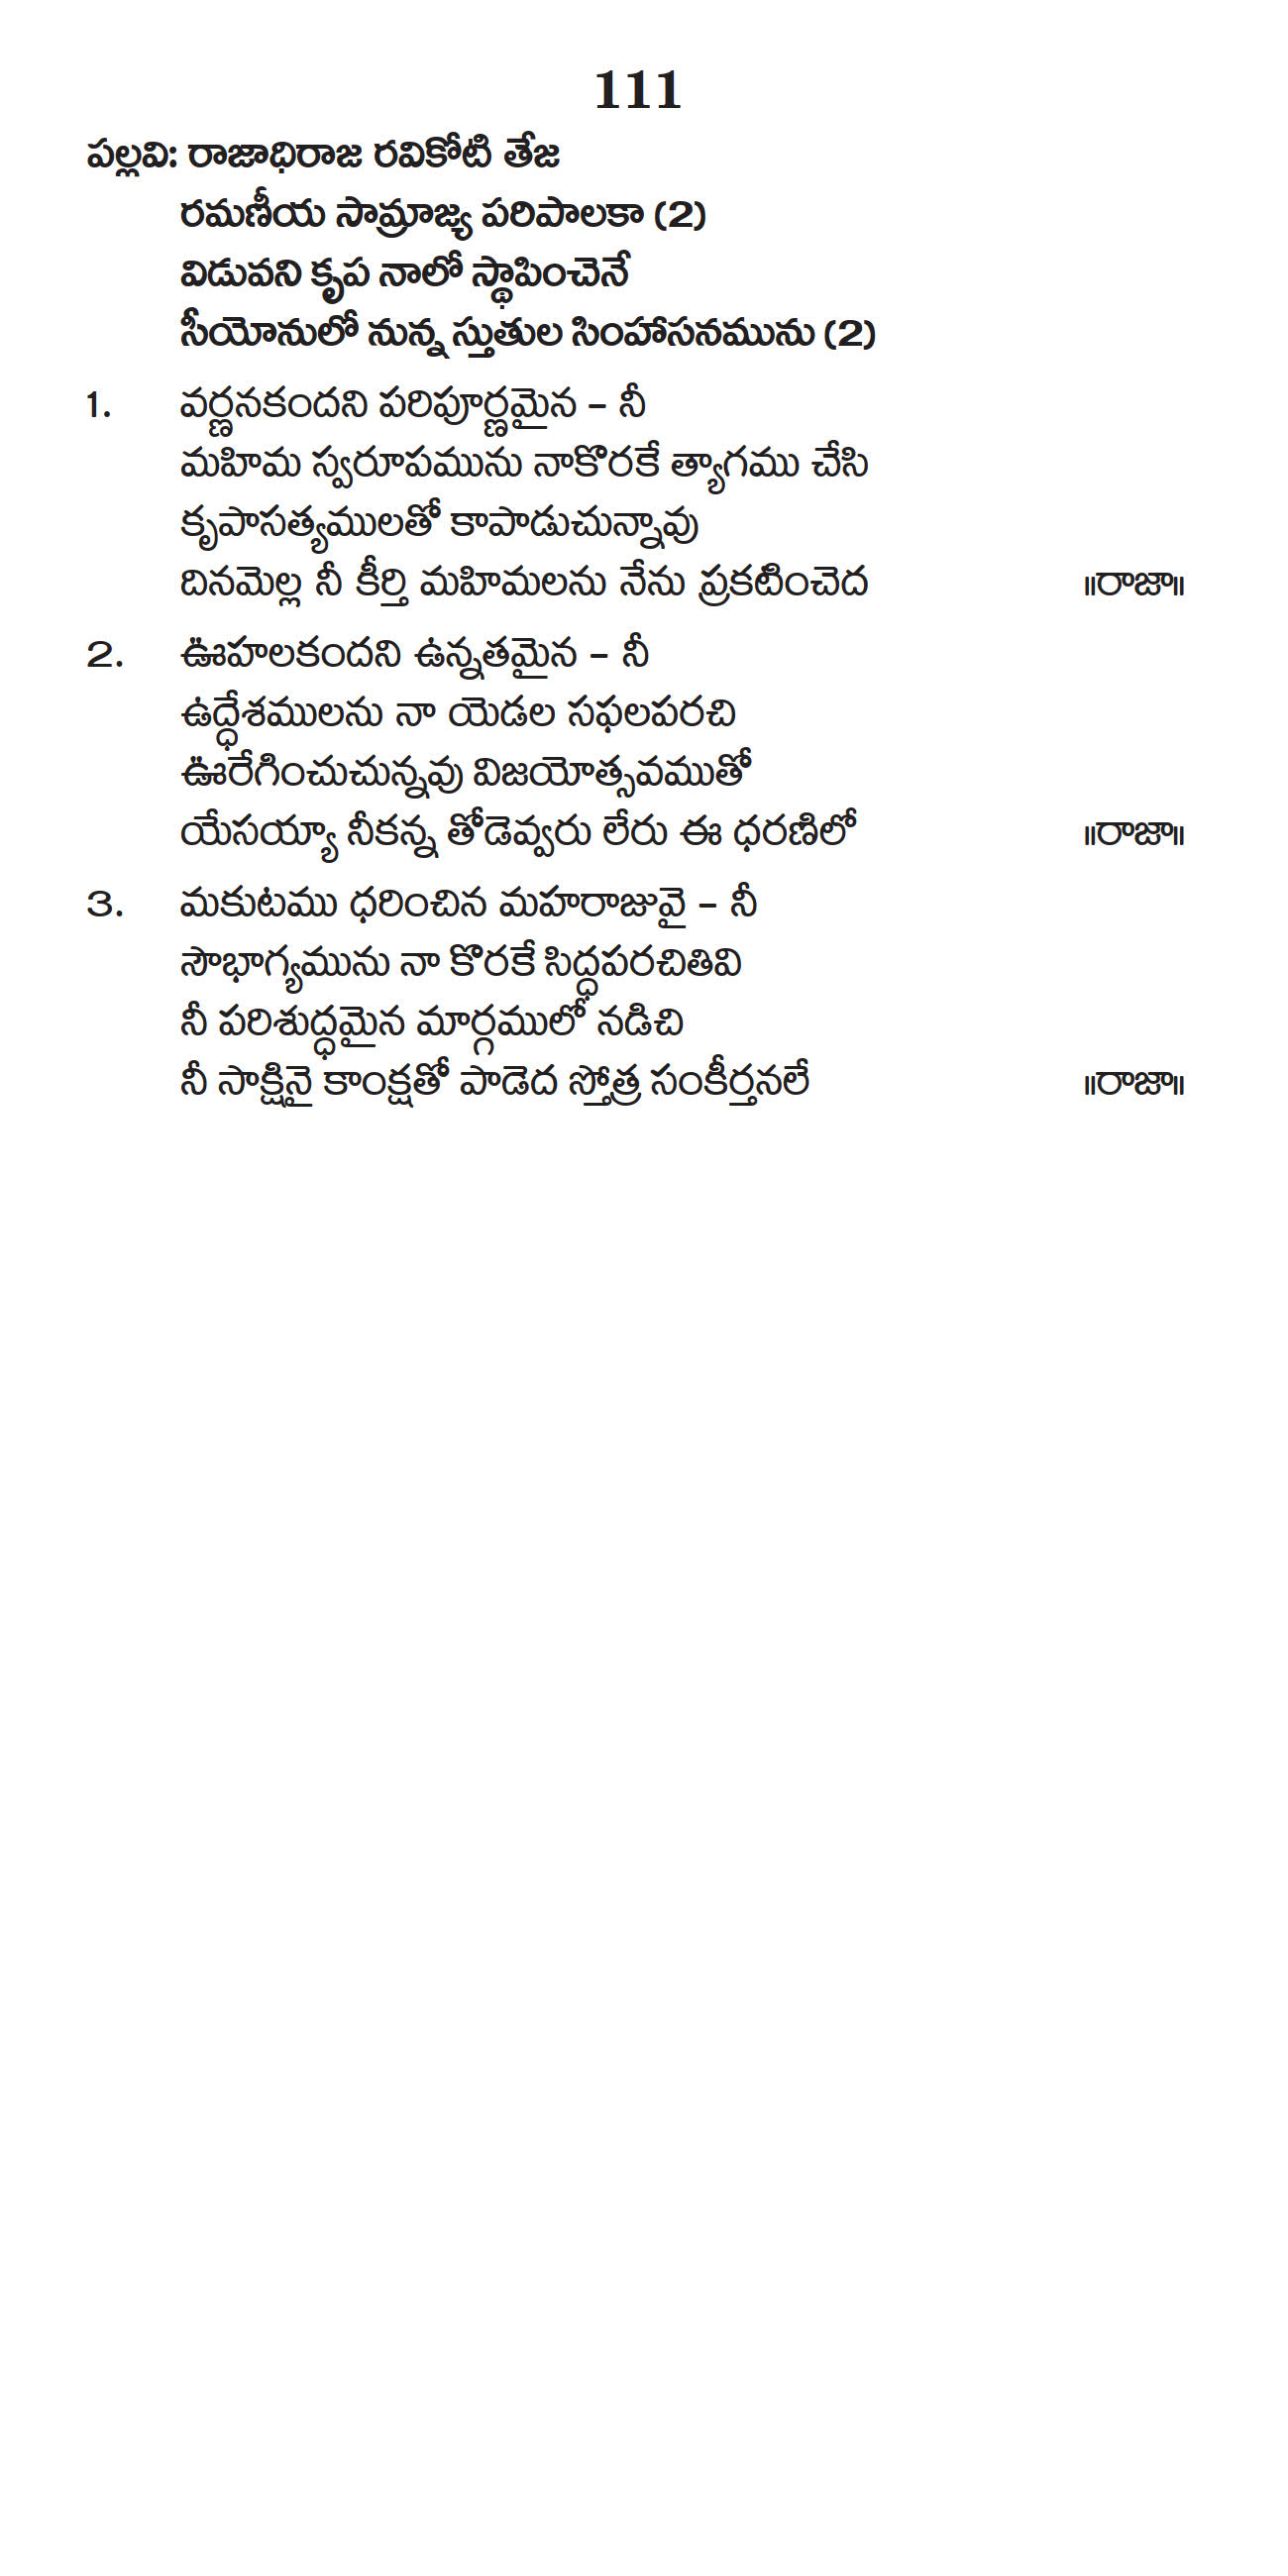 111
పల్లవి: రాజాధిరాజ రవికోటి తేజ
రమణీయ సామ్రాజ్య పరిపాలకా (2)
విడువని కృప నాలో స్థాపించెనే
సీయోనులో నున్న స్తుతుల సింహాసనమును (2)
1. వర్ణనకందని పరిపూర్ణమైన – నీ
మహిమ స్వరూపమును నాకొరకే త్యాగము చేసి
కృపాసత్యములతో కాపాడుచున్నావు
దినమెల్ల నీ కీర్తి మహిమలను నేను ప్రకటించెద ॥రాజా॥
2. ఊహలకందని ఉన్నతమైన – నీ
ఉద్ధేశములను నా యెడల సఫలపరచి
ఊరేగించుచున్నవు విజయోత్సవముతో
యేసయ్యా నీకన్న తోడెవ్వరు లేరు ఈ ధరణిలో ॥రాజా॥
3. మకుటము ధరించిన మహరాజువై – నీ
సౌభాగ్యమును నా కొరకే సిద్ధపరచితివి
నీ పరిశుద్ధమైన మార్గములో నడిచి
నీ సాక్షినై కాంక్షతో పాడెద స్తోత్ర సంకీర్తనలే ॥రాజా॥